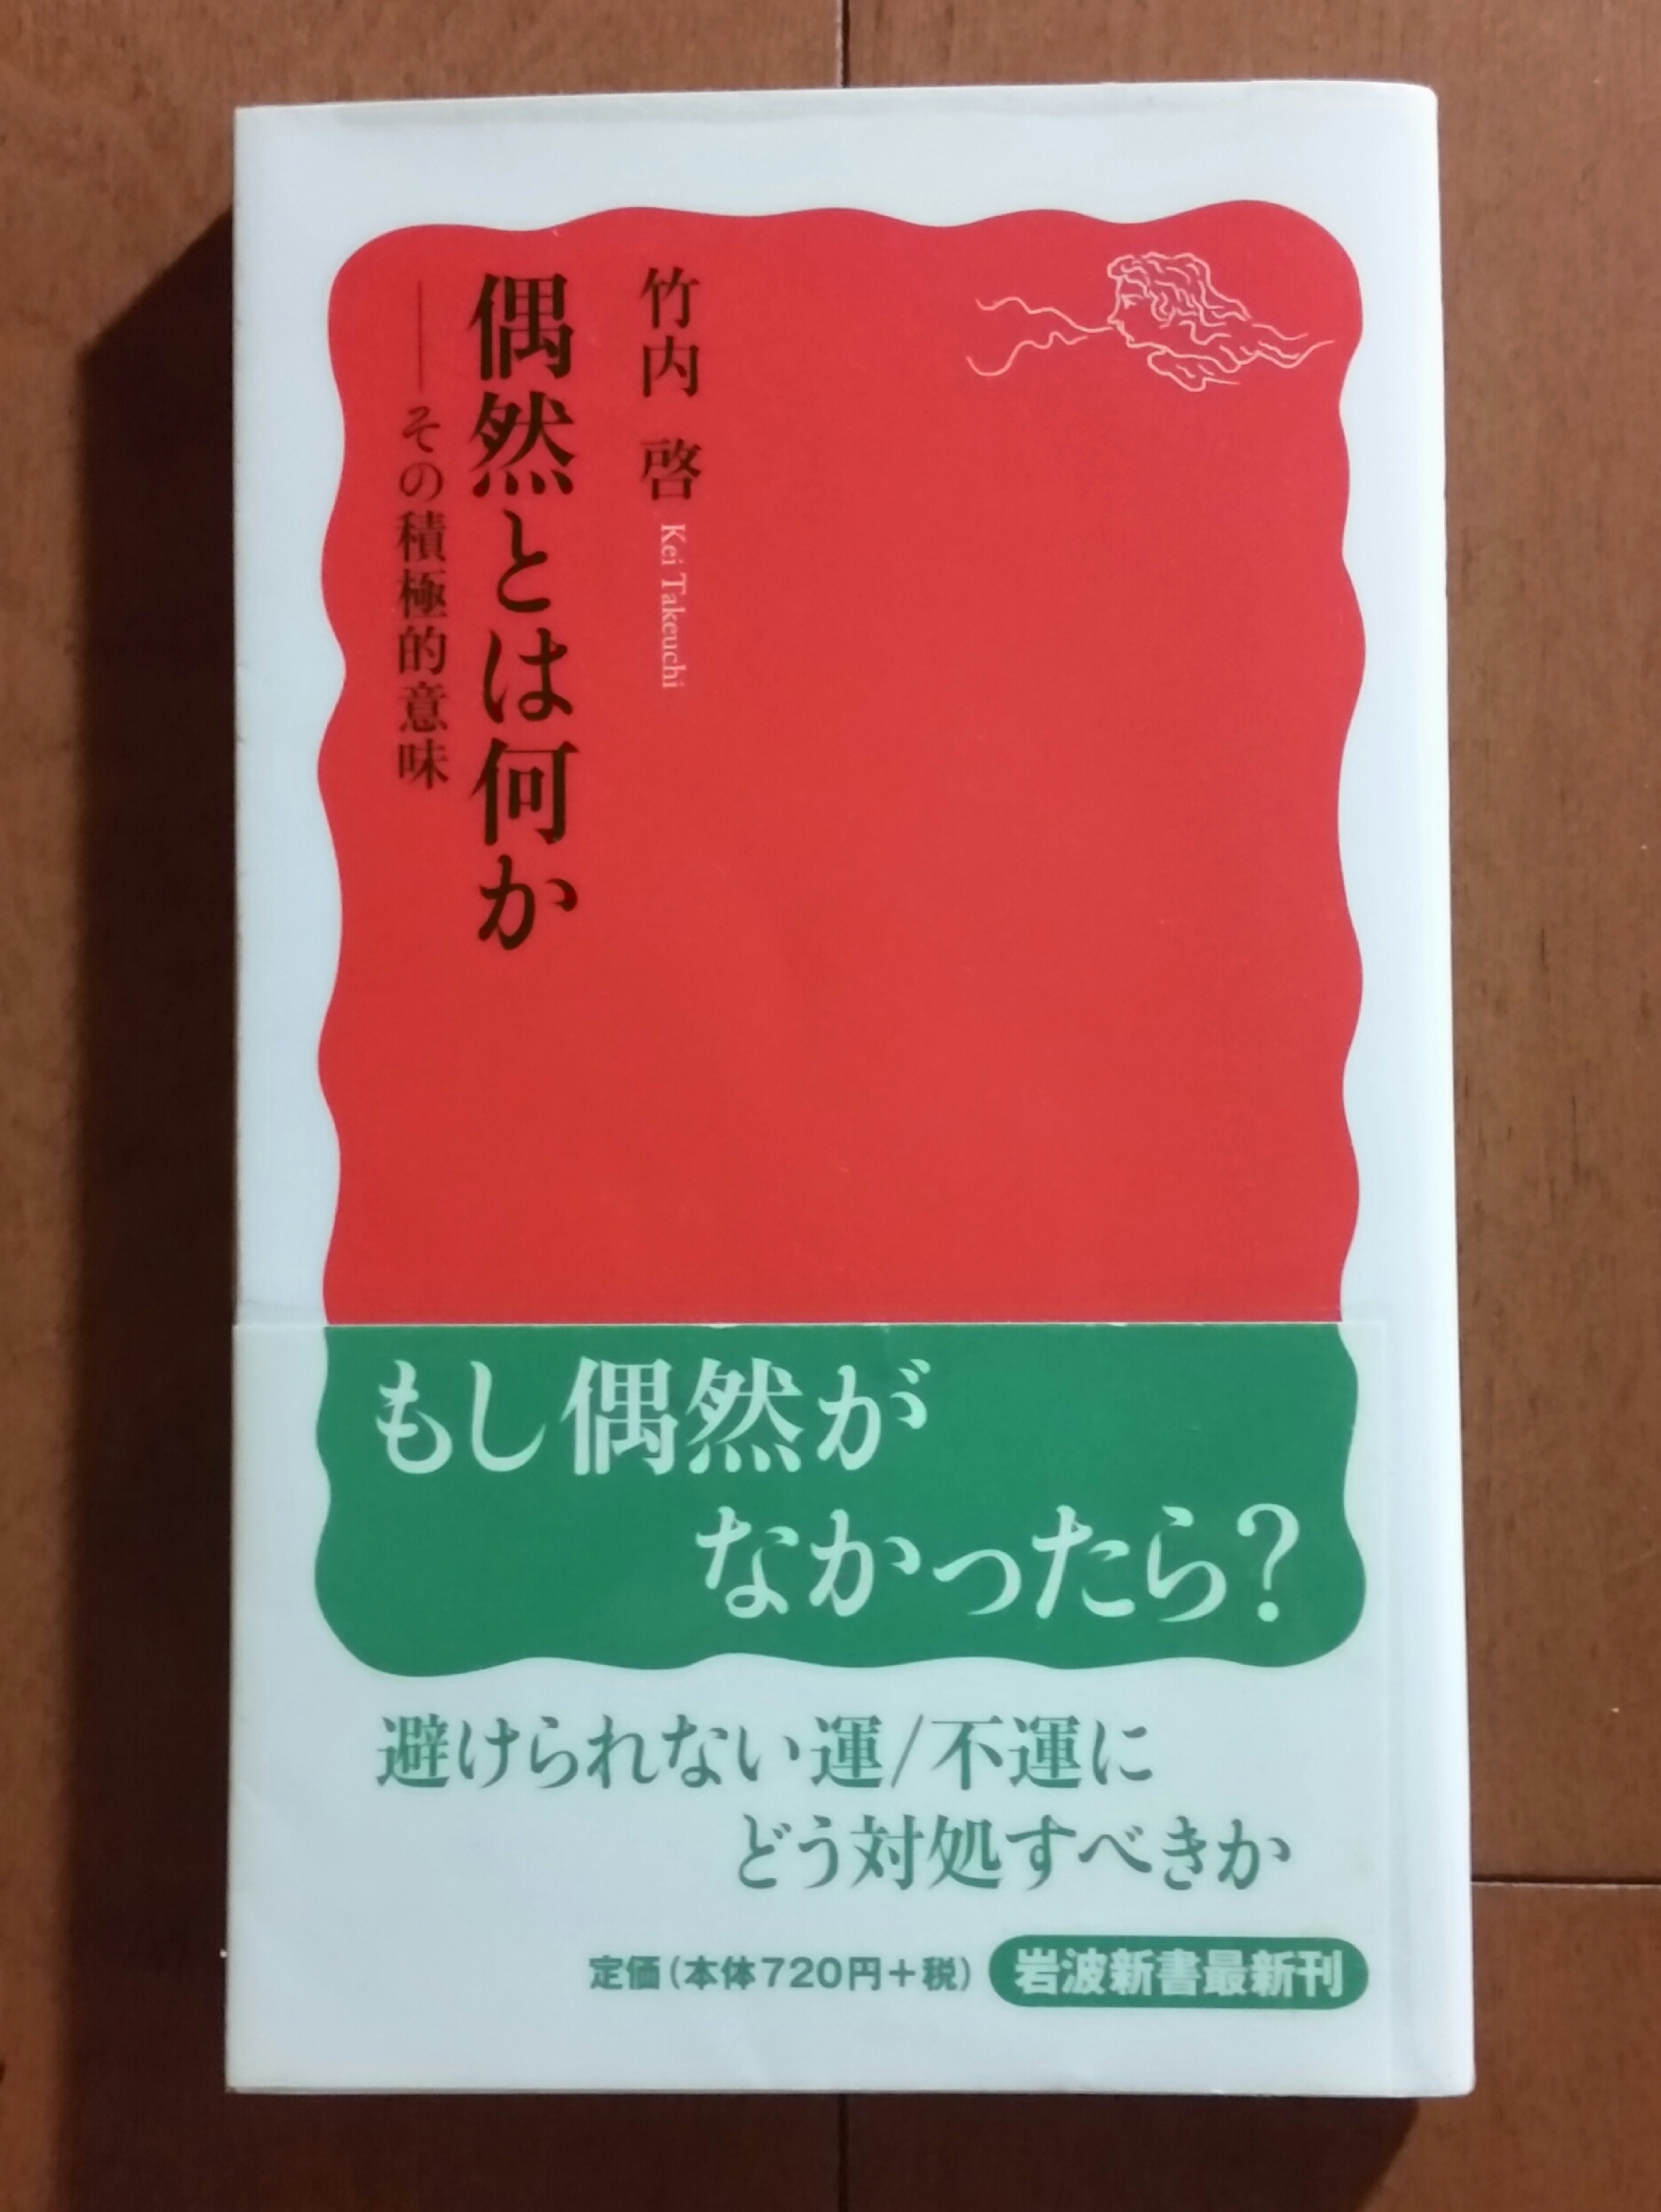 竹内 啓 Kei Takeuchi
偶然とは何か
――その積極的意味
もし偶然が
なかったら?
避けられない運/不運に
どう対処すべきか
定価(本体720円+税) 岩波新書最新刊